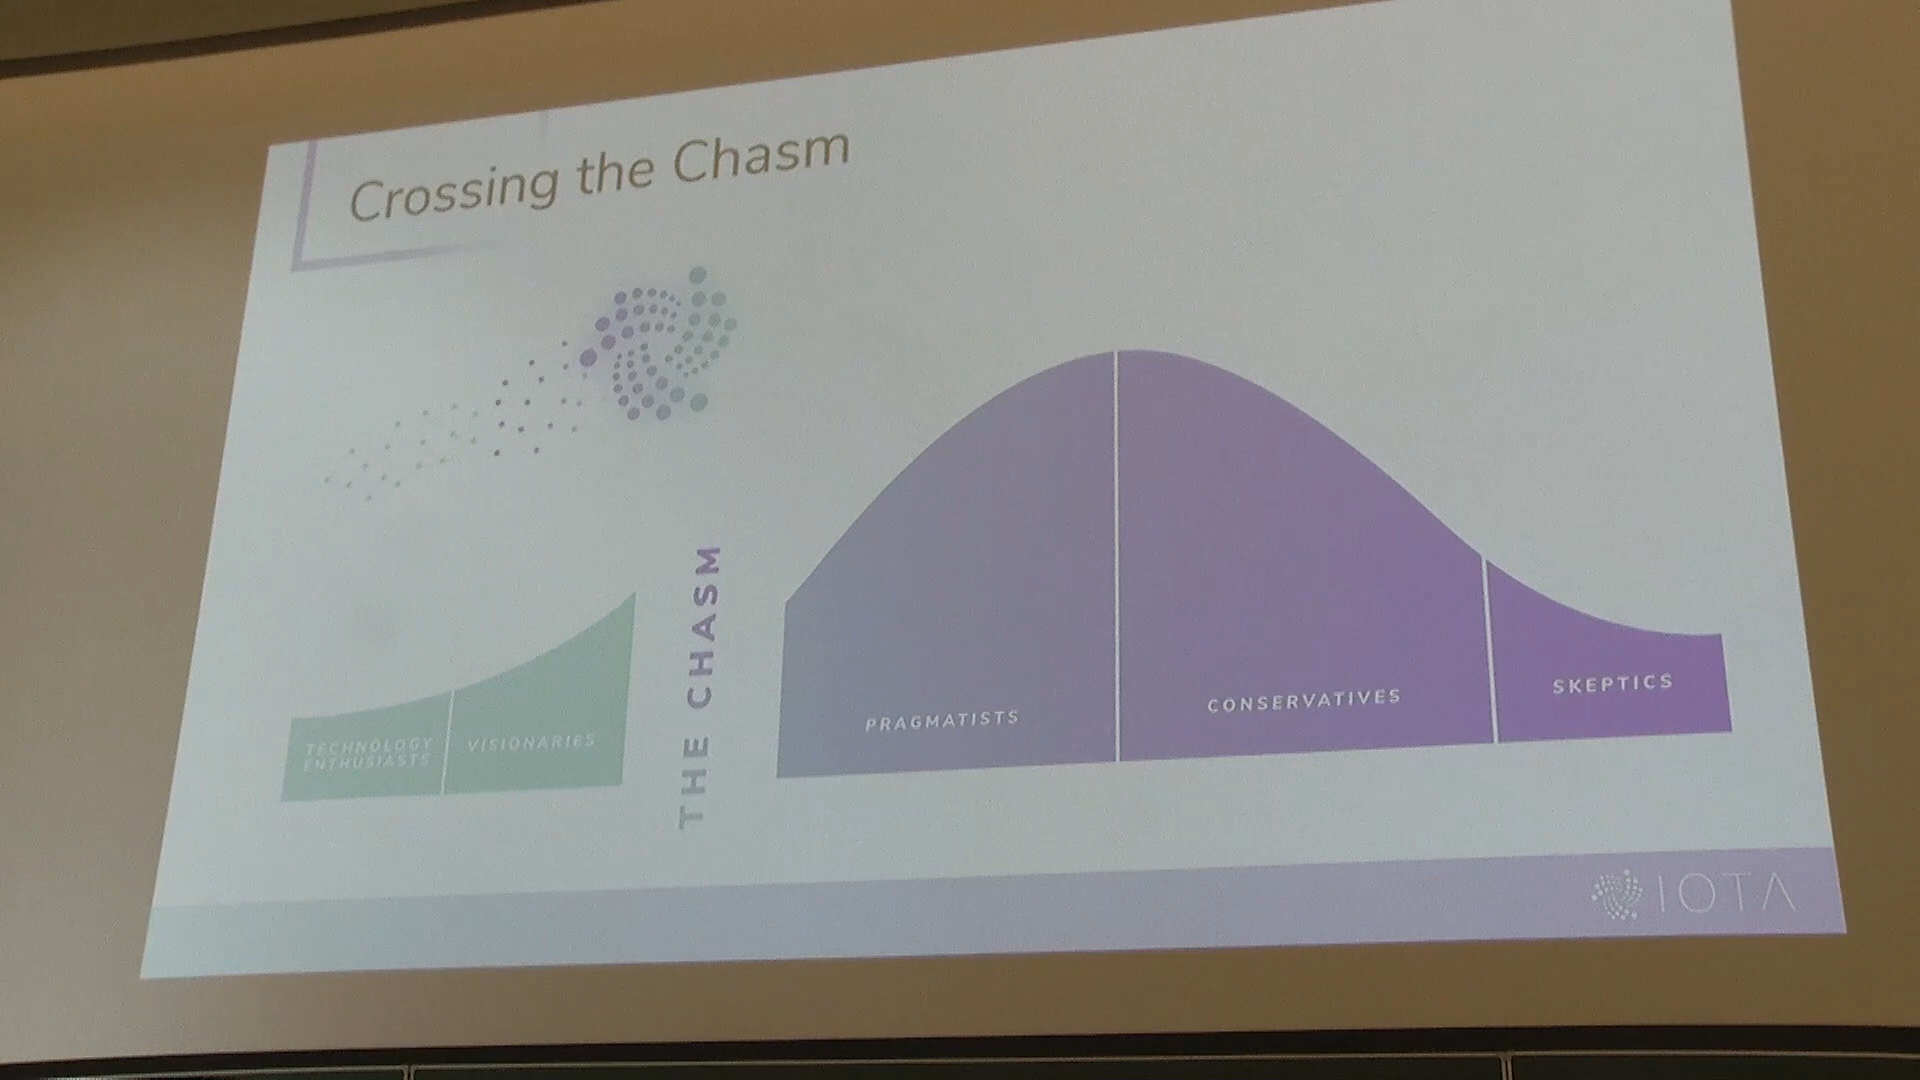 Crossing the Chasm
TECHNOLOGY
ENTHUSIASTS
VISIONARIES
THE CHASM
PRAGMATISTS
CONSERVATIVES
SKEPTICS
IOTA